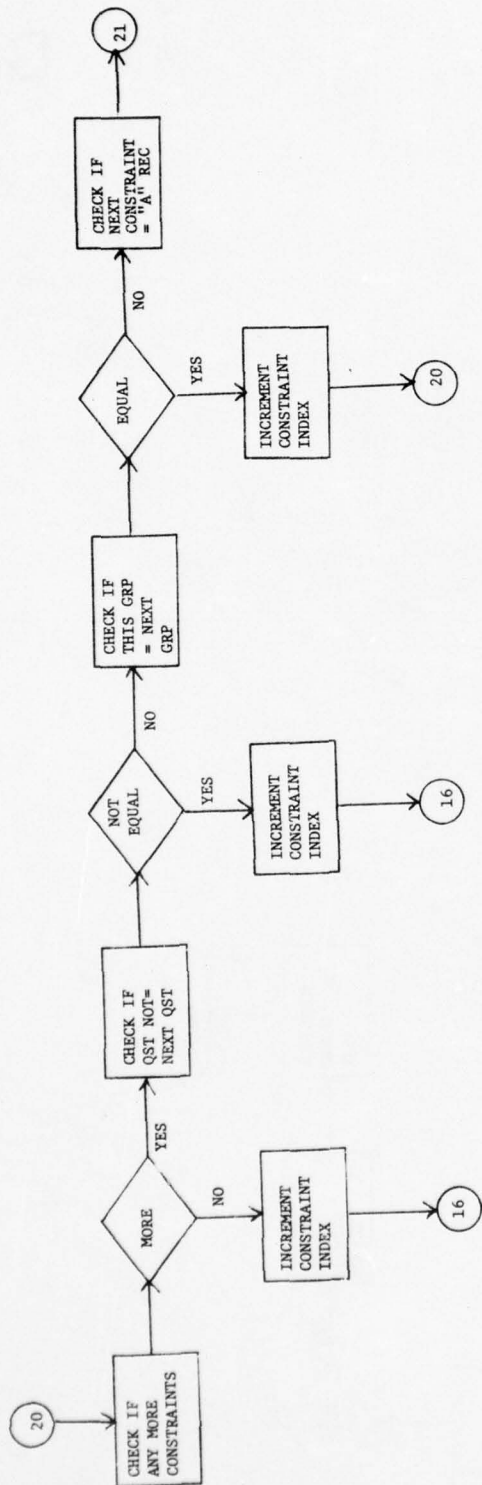 20
CHECK IF
ANY MORE
CONSTRAINTS
MORE
NO
INCREMENT
CONSTRAINT
INDEX
16
YES
CHECK IF
QST NOT=
NEXT QST
NOT
EQUAL
YES
INCREMENT
CONSTRAINT
INDEX
16
NO
CHECK IF
THIS GRP
= NEXT
GRP
EQUAL
YES
INCREMENT
CONSTRAINT
INDEX
20
NO
CHECK IF
NEXT
CONSTRAINT
= "A" REC
21